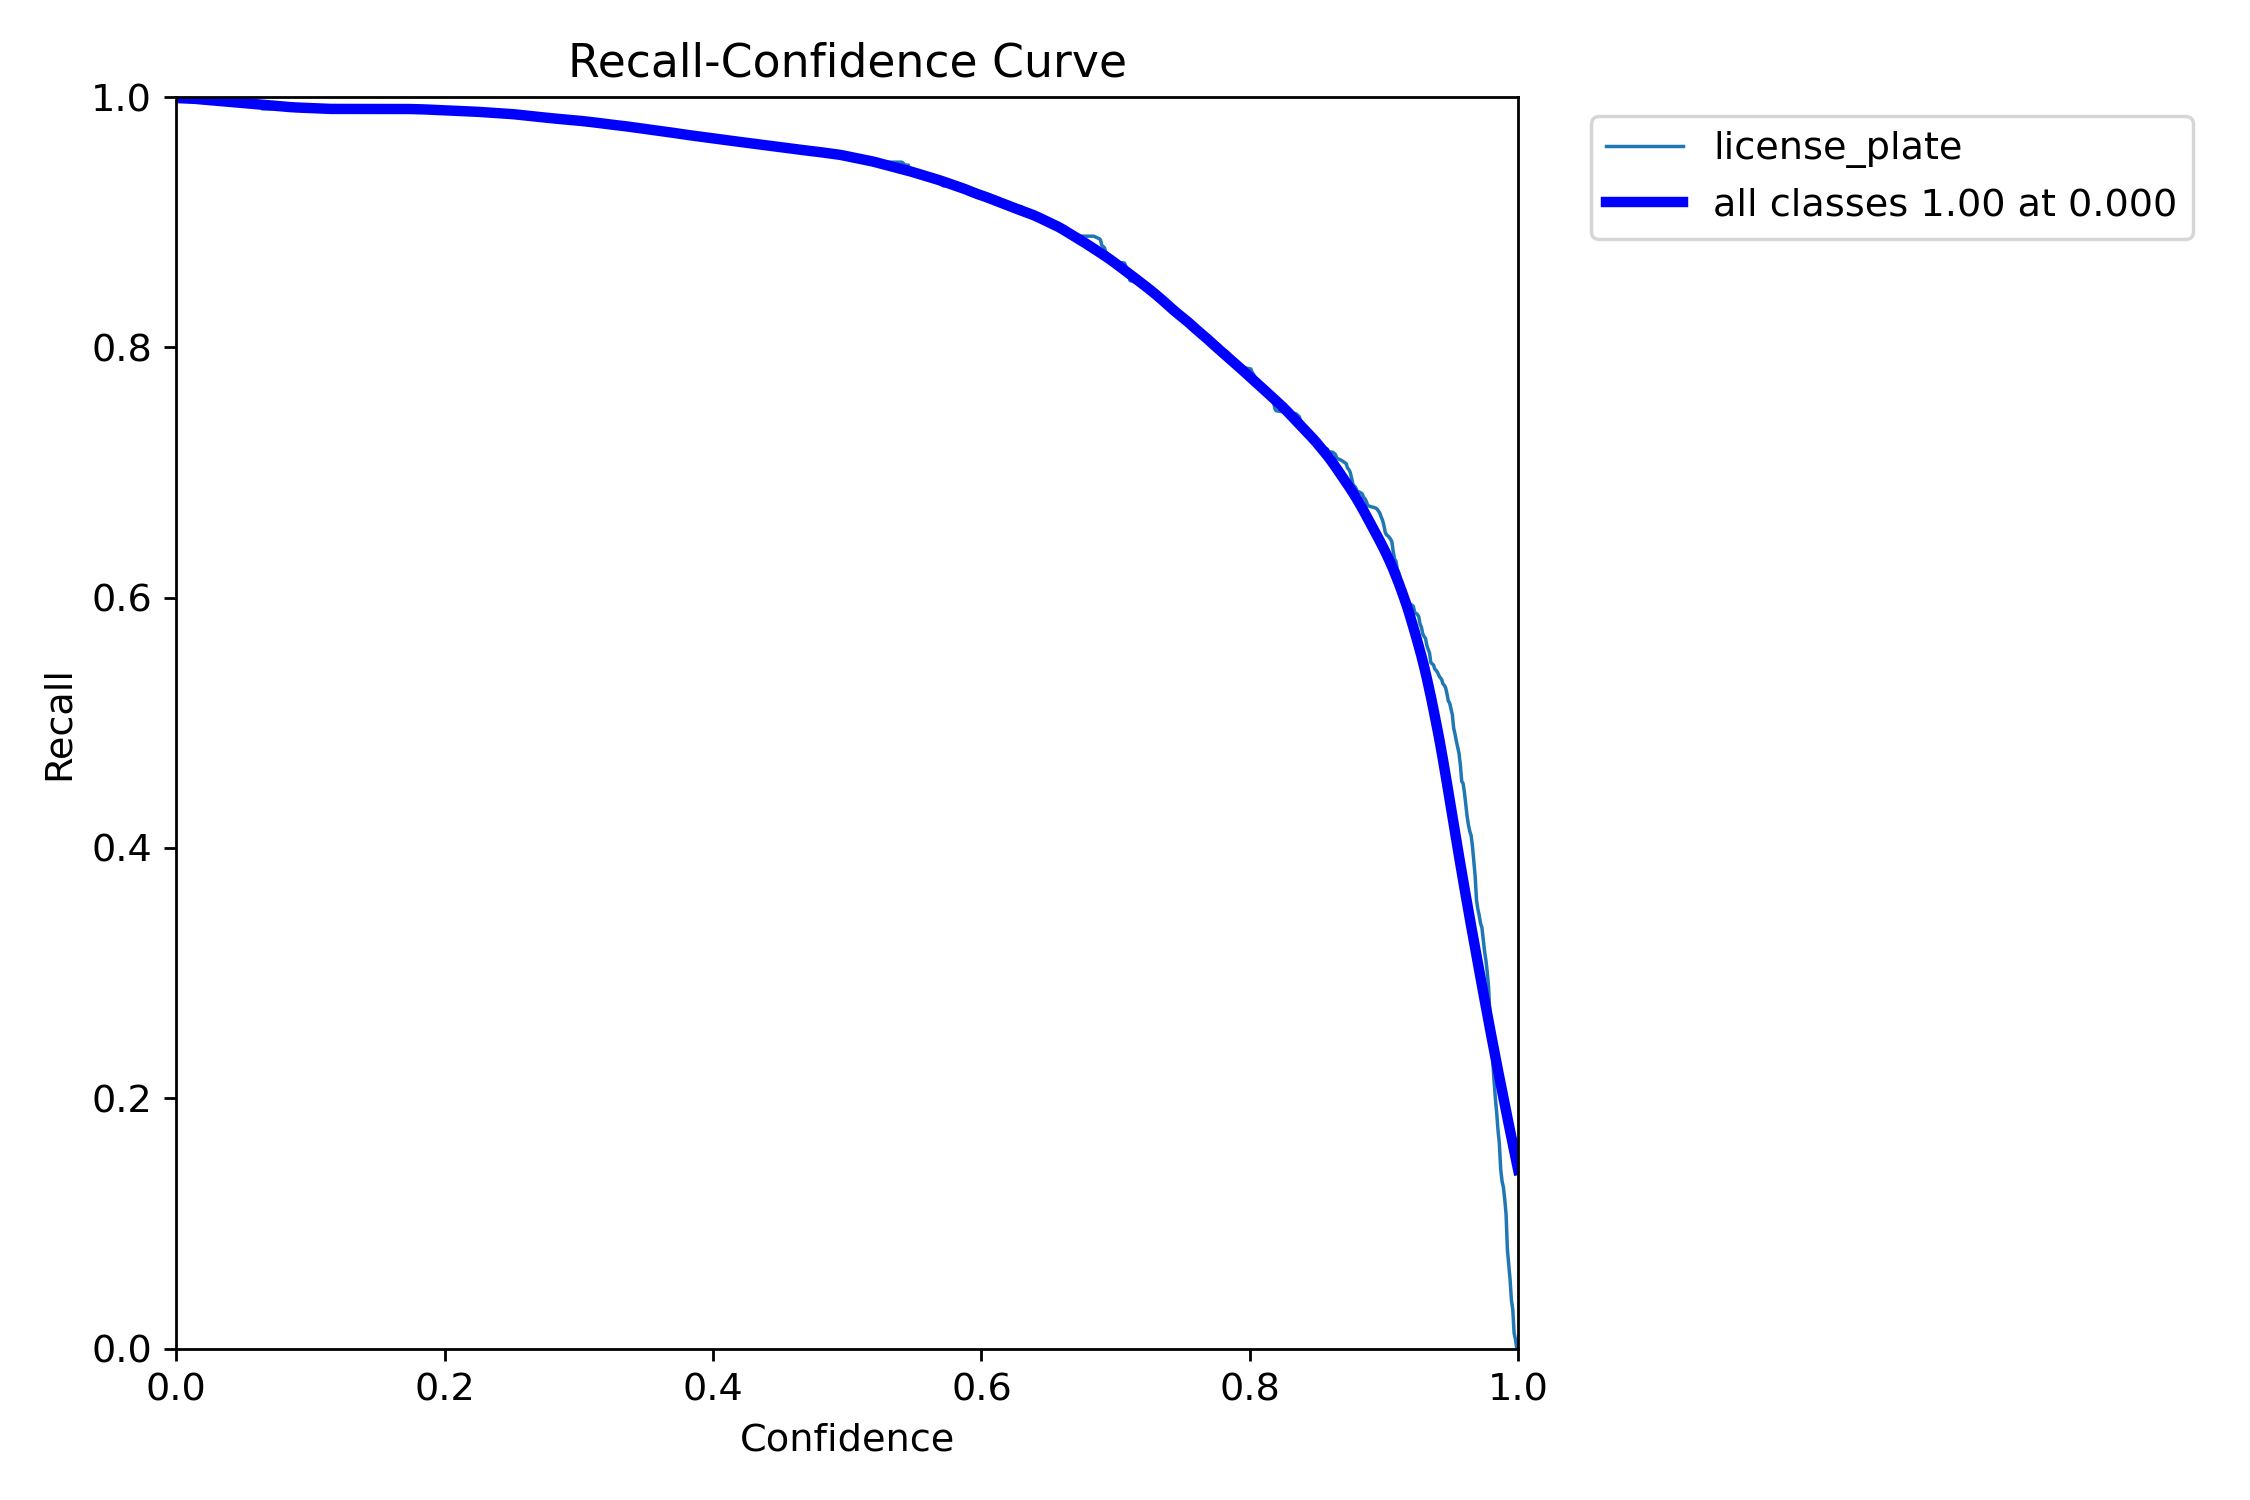 Recall-Confidence Curve
1.0
0.8
0.6
0.4
0.2
0.0
Recall
0.0 0.2 0.4 0.6 0.8 1.0
Confidence
license_plate
all classes 1.00 at 0.000